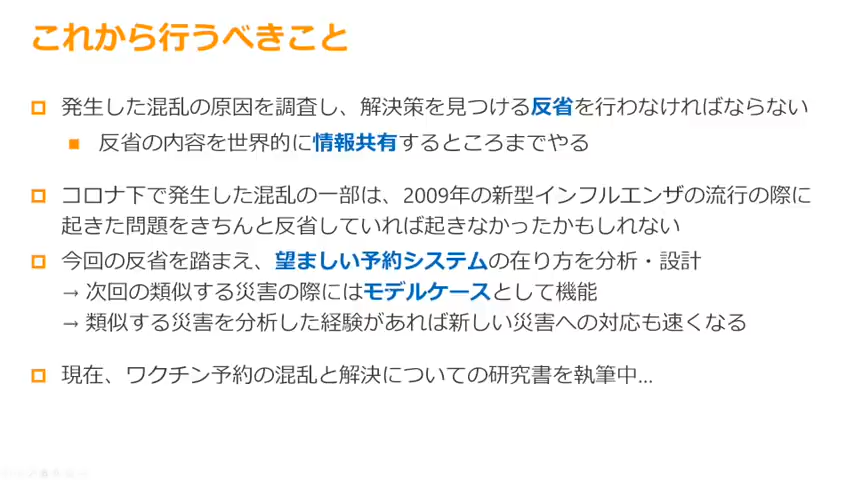 これから行うべきこと
発生した混乱の原因を調査し、解決策を見つける反省を行わなければならない
反省の内容を世界的に情報共有するところまでやる
コロナ下で発生した混乱の一部は、2009年の新型インフルエンザの流行の際に
起きた問題をきちんと反省していれば起きなかったかもしれない
今回の反省を踏まえ、望ましい予約システムの在り方を分析・設計
→ 次回の類似する災害の際にはモデルケースとして機能
→ 類似する災害を分析した経験があれば新しい災害への対応も速くなる
現在、ワクチン予約の混乱と解決についての研究書を執筆中...